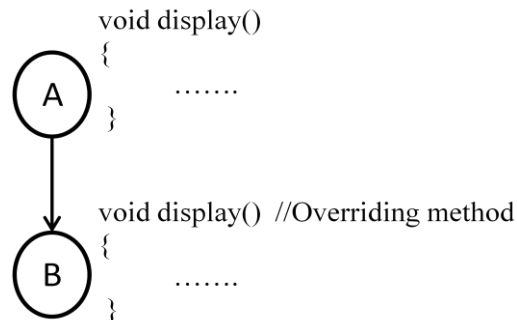 void display()
{
A
.......
}
void display() //Overriding method
{
B
.......
}